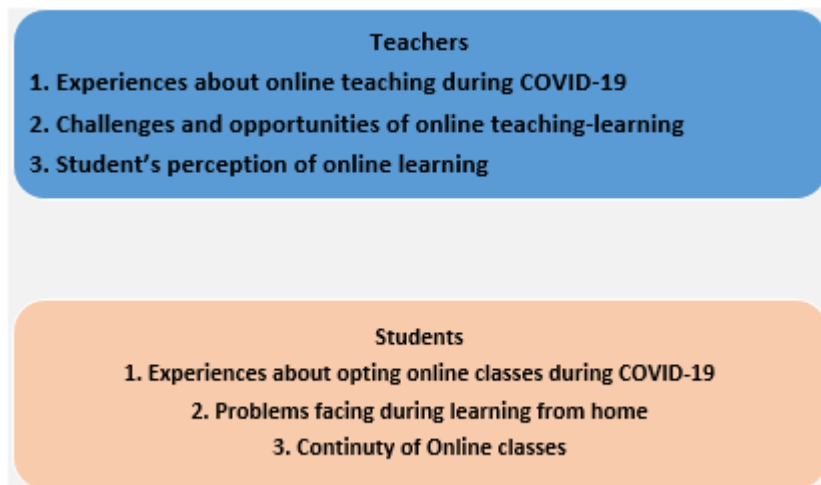 Teachers
1. Experiences about online teaching during COVID-19
2. Challenges and opportunities of online teaching-learning
3. Student’s perception of online learning
Students
1. Experiences about opting online classes during COVID-19
2. Problems facing during learning from home
3. Continuty of Online classes